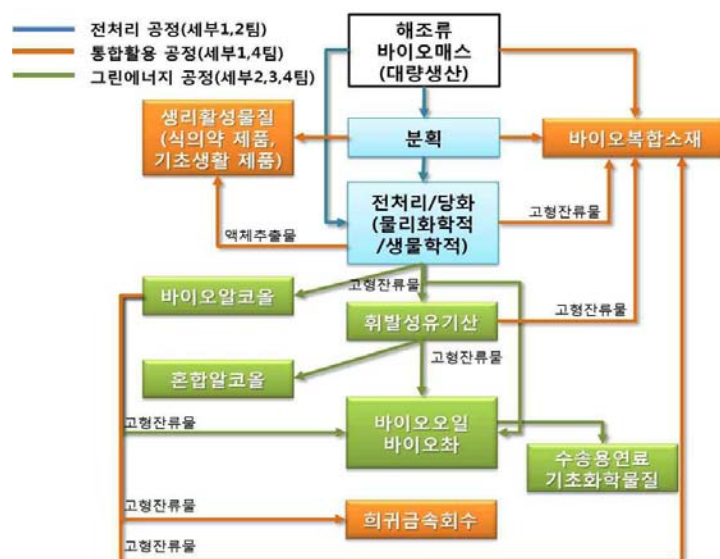 전처리 공정(세부1,2팀)
통합활용 공정(세부1,4팀)
그린에너지 공정(세부2,3,4팀)
해조류
바이오매스
(대량생산)
생리활성물질
(식의약 제품,
기초생활 제품)
분획
바이오복합소재
전처리/당화
(물리화학적
/생물학적)
액체추출물
고형잔류물
바이오알코올
고형잔류물
휘발성유기산
고형잔류물
고형잔류물
혼합알코올
고형잔류물
바이오오일
바이오촤
수송용연료
기초화학물질
고형잔류물
희귀금속회수
고형잔류물